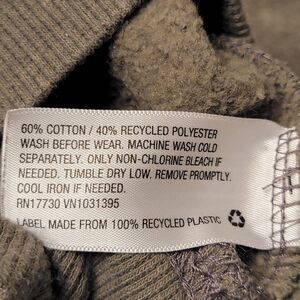 60% COTTON / 40% RECYCLED POLYESTER
WASH BEFORE WEAR. MACHINE WASH COLD
SEPARATELY. ONLY NON-CHLORINE BLEACH IF
NEEDED. TUMBLE DRY LOW. REMOVE PROMPTLY.
COOL IRON IF NEEDED.
RN17730 VN1031395
LABEL MADE FROM 100% RECYCLED PLASTIC